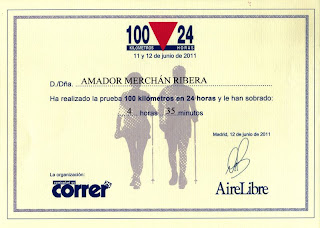 100 24
KILÓMETROS HORAS
11 y 12 de junio de 2011
D./Dña. AMADOR MERCHÁN RIBERA
Ha realizado la prueba 100 kilómetros en 24 horas y le han sobrado:
4 horas 35 minutos
Madrid, 12 de junio de 2011
La organización:
correr AireLibre